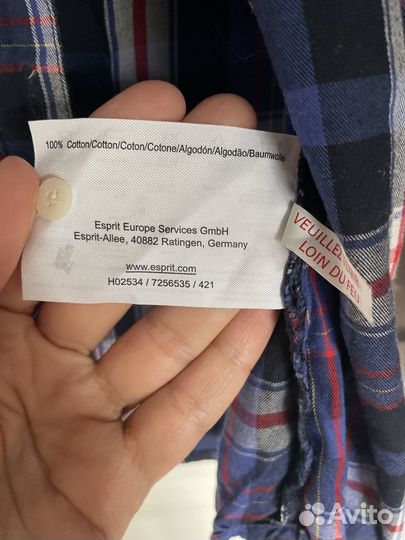 100% Cotton/Cotton/Coton/Cotone/Algodón/Algodão/Baumwolle
Esprit Europe Services GmbH
Esprit-Allee, 40882 Ratingen, Germany
www.esprit.com
H02534 / 7256535 / 421
VEUILLEZ
LOIN DU FEU
Avito